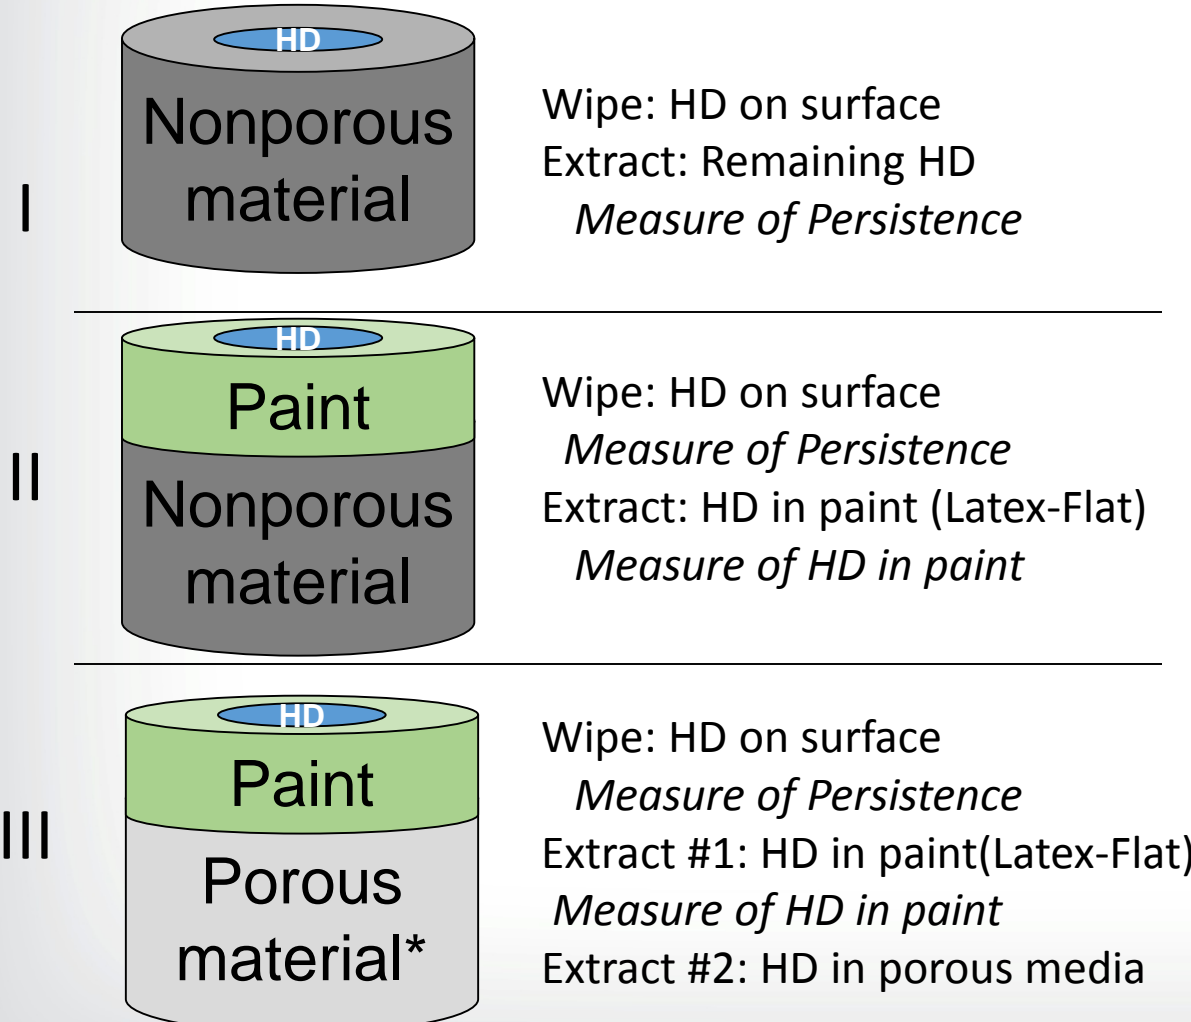 HD
Nonporous
material
I
Wipe: HD on surface
Extract: Remaining HD
Measure of Persistence
HD
Paint
Nonporous
material
II
Wipe: HD on surface
Measure of Persistence
Extract: HD in paint (Latex-Flat)
Measure of HD in paint
HD
Paint
Porous
material*
III
Wipe: HD on surface
Measure of Persistence
Extract #1: HD in paint(Latex-Flat)
Measure of HD in paint
Extract #2: HD in porous media